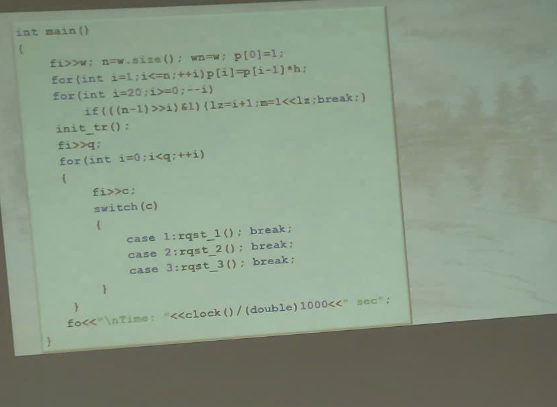 int main()
{
fi>>w; n=w.size(); wn=w; p[0]=1;
for(int i=1;i<=n;++i)p[i]=p[i-1]*h;
for(int i=20;i>=0;--i)
if(((n-1)>>i)&1){lz=i+1;m=1<<lz;break;}
init_tr();
fi>>q;
for(int i=0;i<q;++i)
{
fi>>c;
switch(c)
{
case 1:rqst_1(); break;
case 2:rqst_2(); break;
case 3:rqst_3(); break;
}
}
fo<<"\nTime: "<<clock()/(double)1000<<" sec";
}